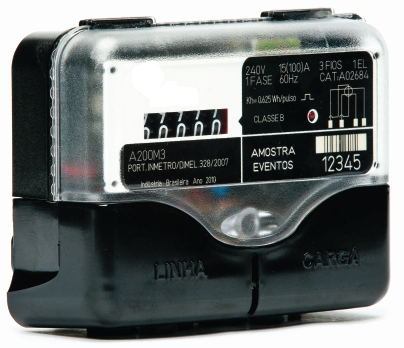 240V 15(100)A 3 FIOS 1EL
1 FASE 60Hz CAT:A02684
Kh= 0,625 Wh/pulso
CLASSE B
A200M3
PORT. INMETRO/DIMEL 328/2007
Indústria Brasileira Ano 2010
AMOSTRA
EVENTOS
12345
LINHA CARGA